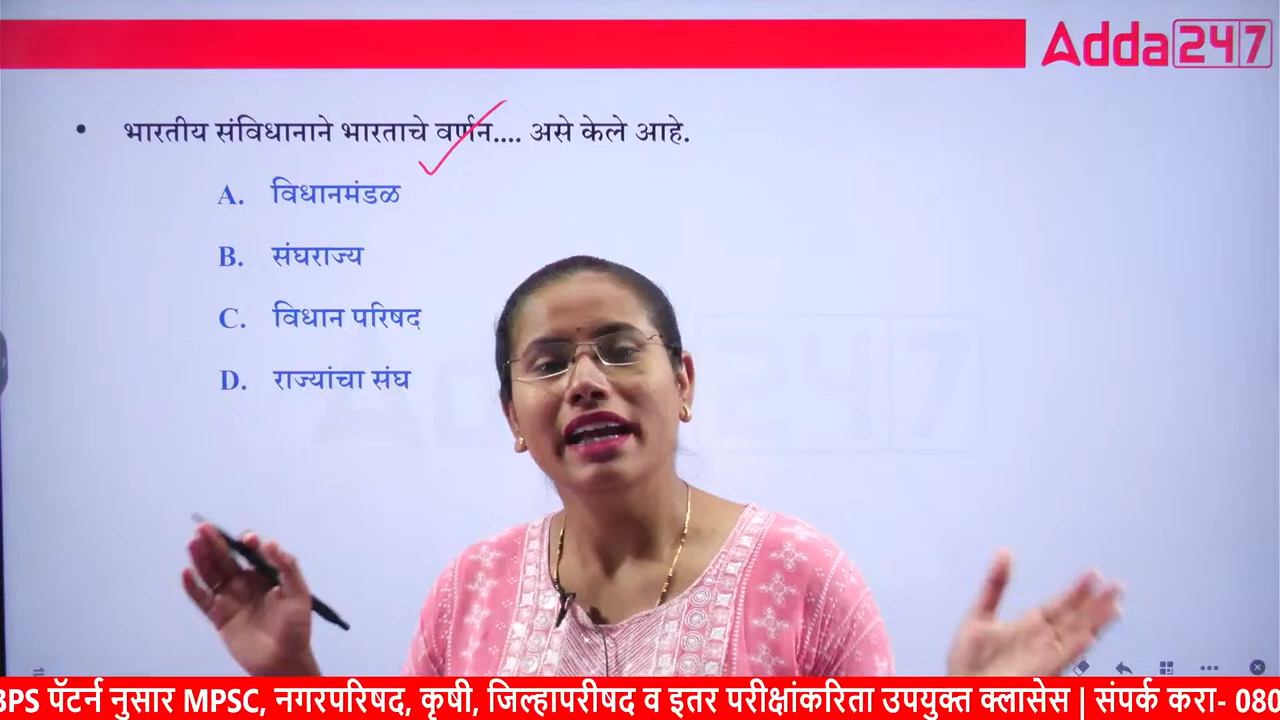 Adda247
• भारतीय संविधानाने भारताचे वर्णन.... असे केले आहे.
A. विधानमंडळ
B. संघराज्य
C. विधान परिषद
D. राज्यांचा संघ
BPS पॅटर्न नुसार MPSC, नगरपरिषद, कृषी, जिल्हापरीषद व इतर परीक्षांकरिता उपयुक्त क्लासेस | संपर्क करा- 080